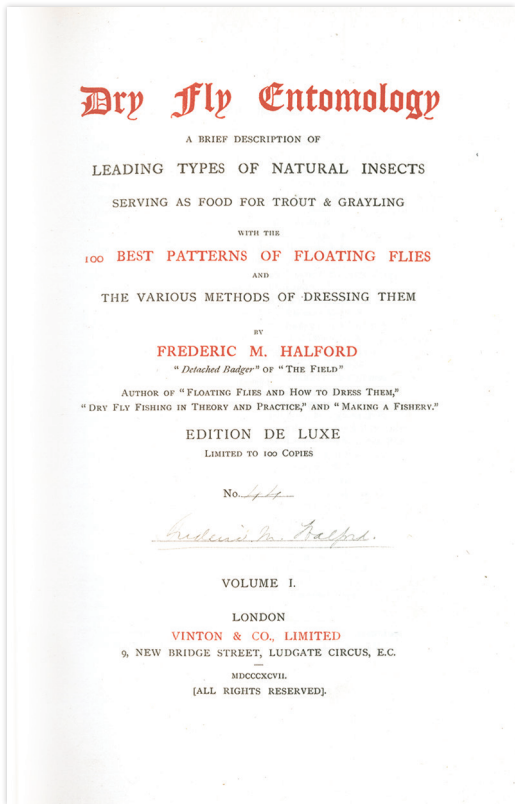 Dry Fly Entomology
A BRIEF DESCRIPTION OF
LEADING TYPES OF NATURAL INSECTS
SERVING AS FOOD FOR TROUT & GRAYLING
WITH THE
100 BEST PATTERNS OF FLOATING FLIES
AND
THE VARIOUS METHODS OF DRESSING THEM
BY
FREDERIC M. HALFORD
"Detached Badger" OF "THE FIELD"
AUTHOR OF "FLOATING FLIES AND HOW TO DRESS THEM,"
"DRY FLY FISHING IN THEORY AND PRACTICE," AND "MAKING A FISHERY."
EDITION DE LUXE
LIMITED TO 100 COPIES
No. 44
Frederic M. Halford.
VOLUME I.
LONDON
VINTON & CO., LIMITED
9, NEW BRIDGE STREET, LUDGATE CIRCUS, E.C.
MDCCCXCVII.
[ALL RIGHTS RESERVED].